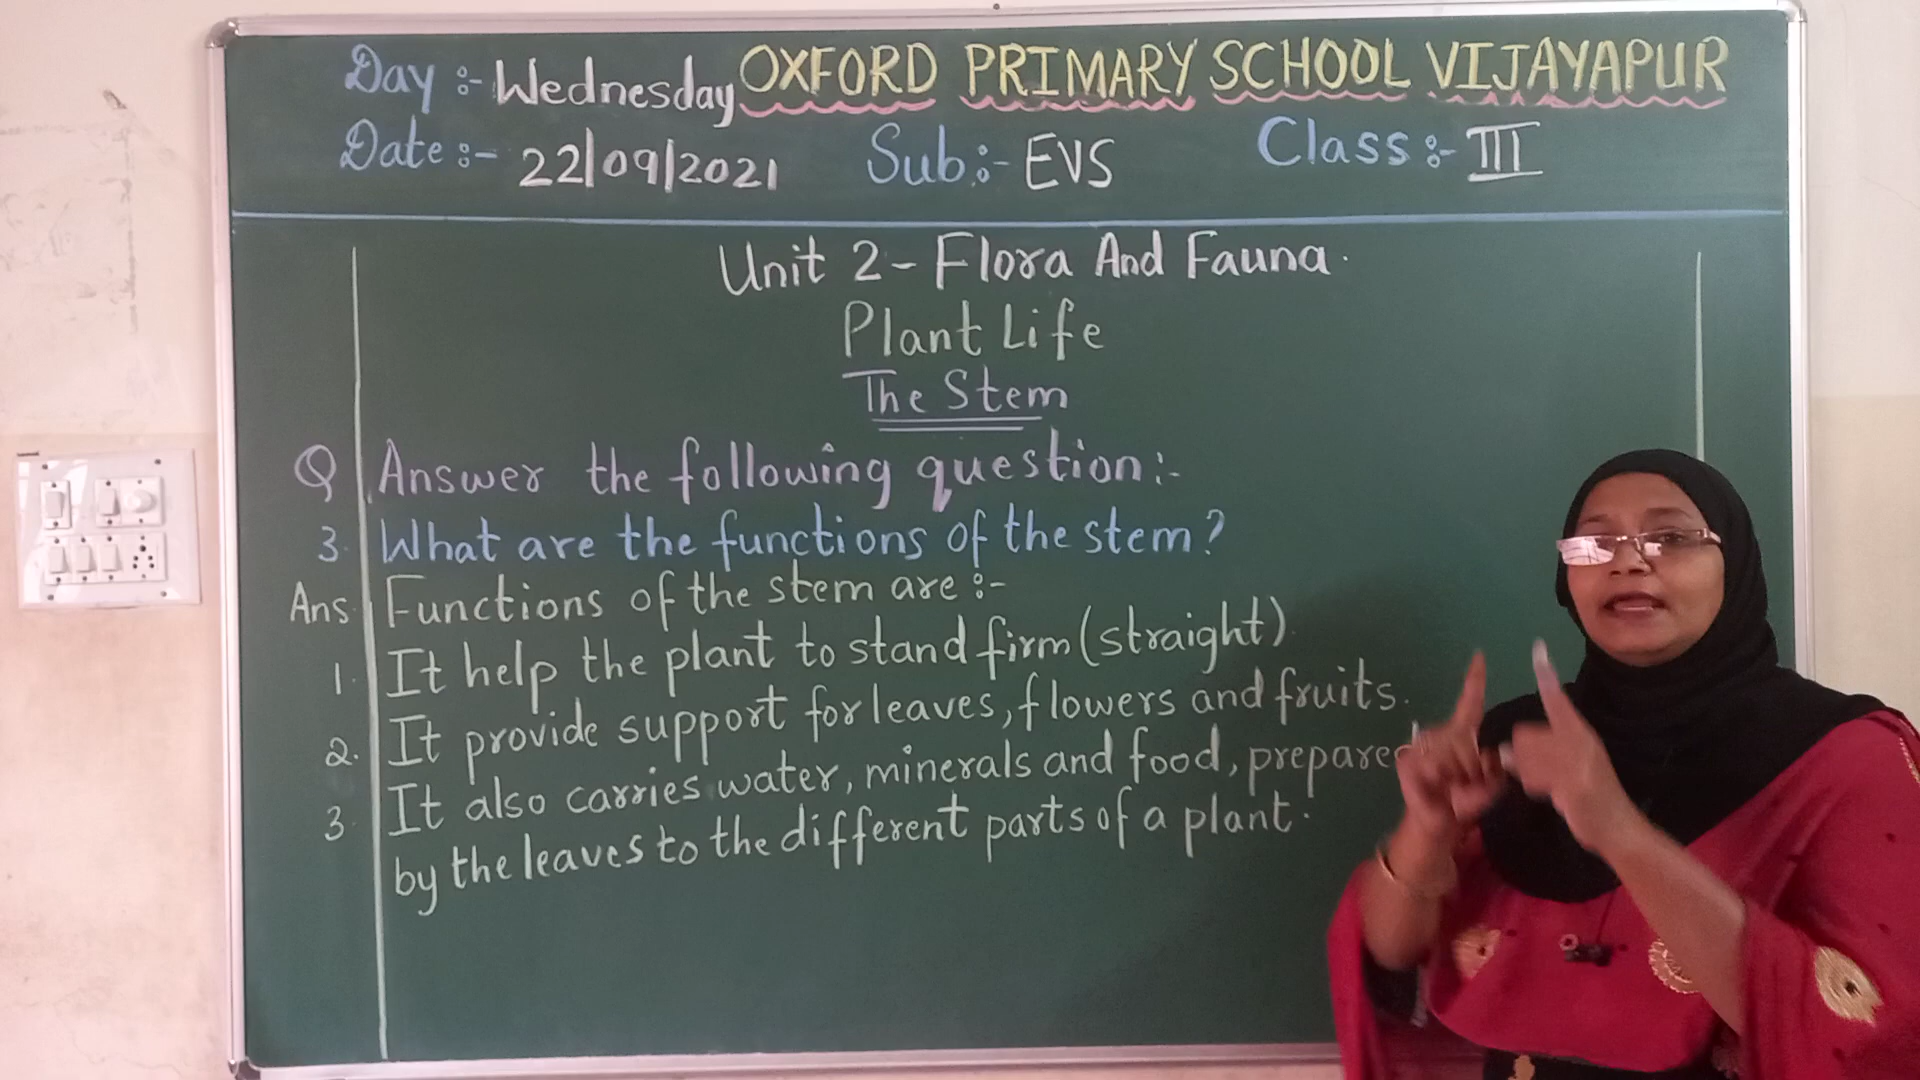 Day :- Wednesday OXFORD PRIMARY SCHOOL VIJAYAPUR
Date :- 22/09/2021 Sub :- EVS Class :- III
Unit 2 - Flora And Fauna.
Plant Life
The Stem
Q Answer the following question :-
3. What are the functions of the stem?
Ans. Functions of the stem are :-
1. It help the plant to stand firm (straight)
2. It provide support for leaves, flowers and fruits.
3. It also carries water, minerals and food, prepared
by the leaves to the different parts of a plant.